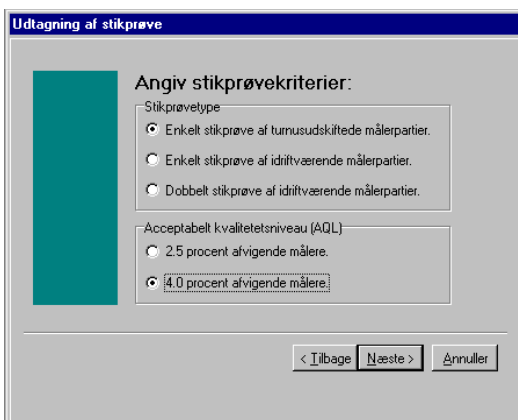 Udtagning af stikprøve
Angiv stikprøvekriterier:
Stikprøvetype
Enkelt stikprøve af turnusudskiftede målerpartier.
Enkelt stikprøve af idriftværende målerpartier.
Dobbelt stikprøve af idriftværende målerpartier.
Acceptabelt kvalitetetsniveau (AQL)
2.5 procent afvigende målere.
4.0 procent afvigende målere.
< Tilbage Næste > Annuller